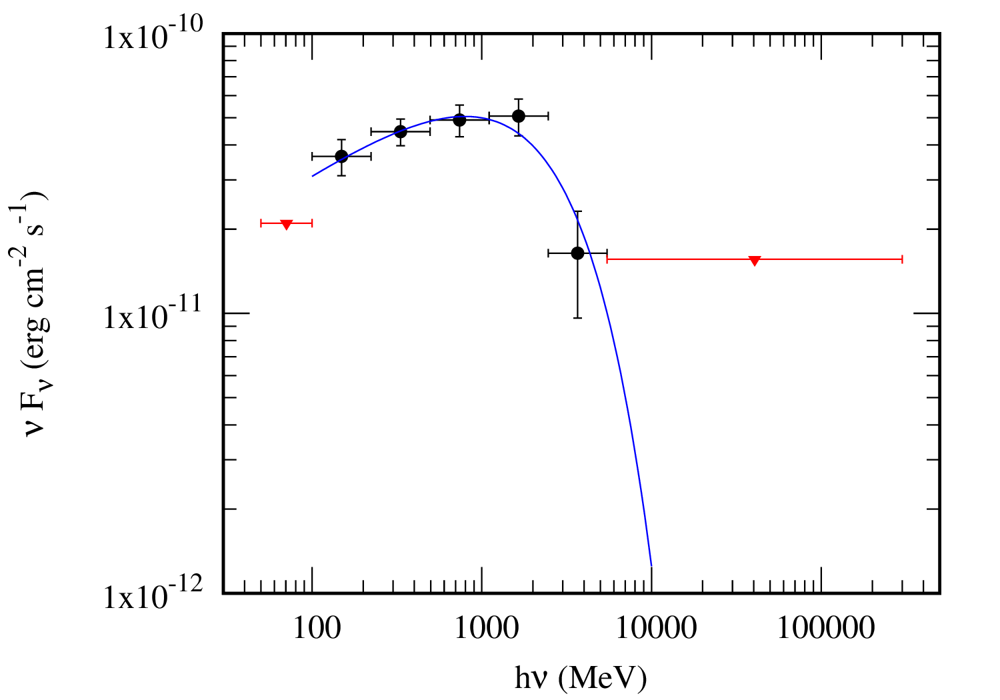 1x10-10
1x10-11
1x10-12
ν Fν (erg cm-2 s-1)
100 1000 10000 100000
hν (MeV)